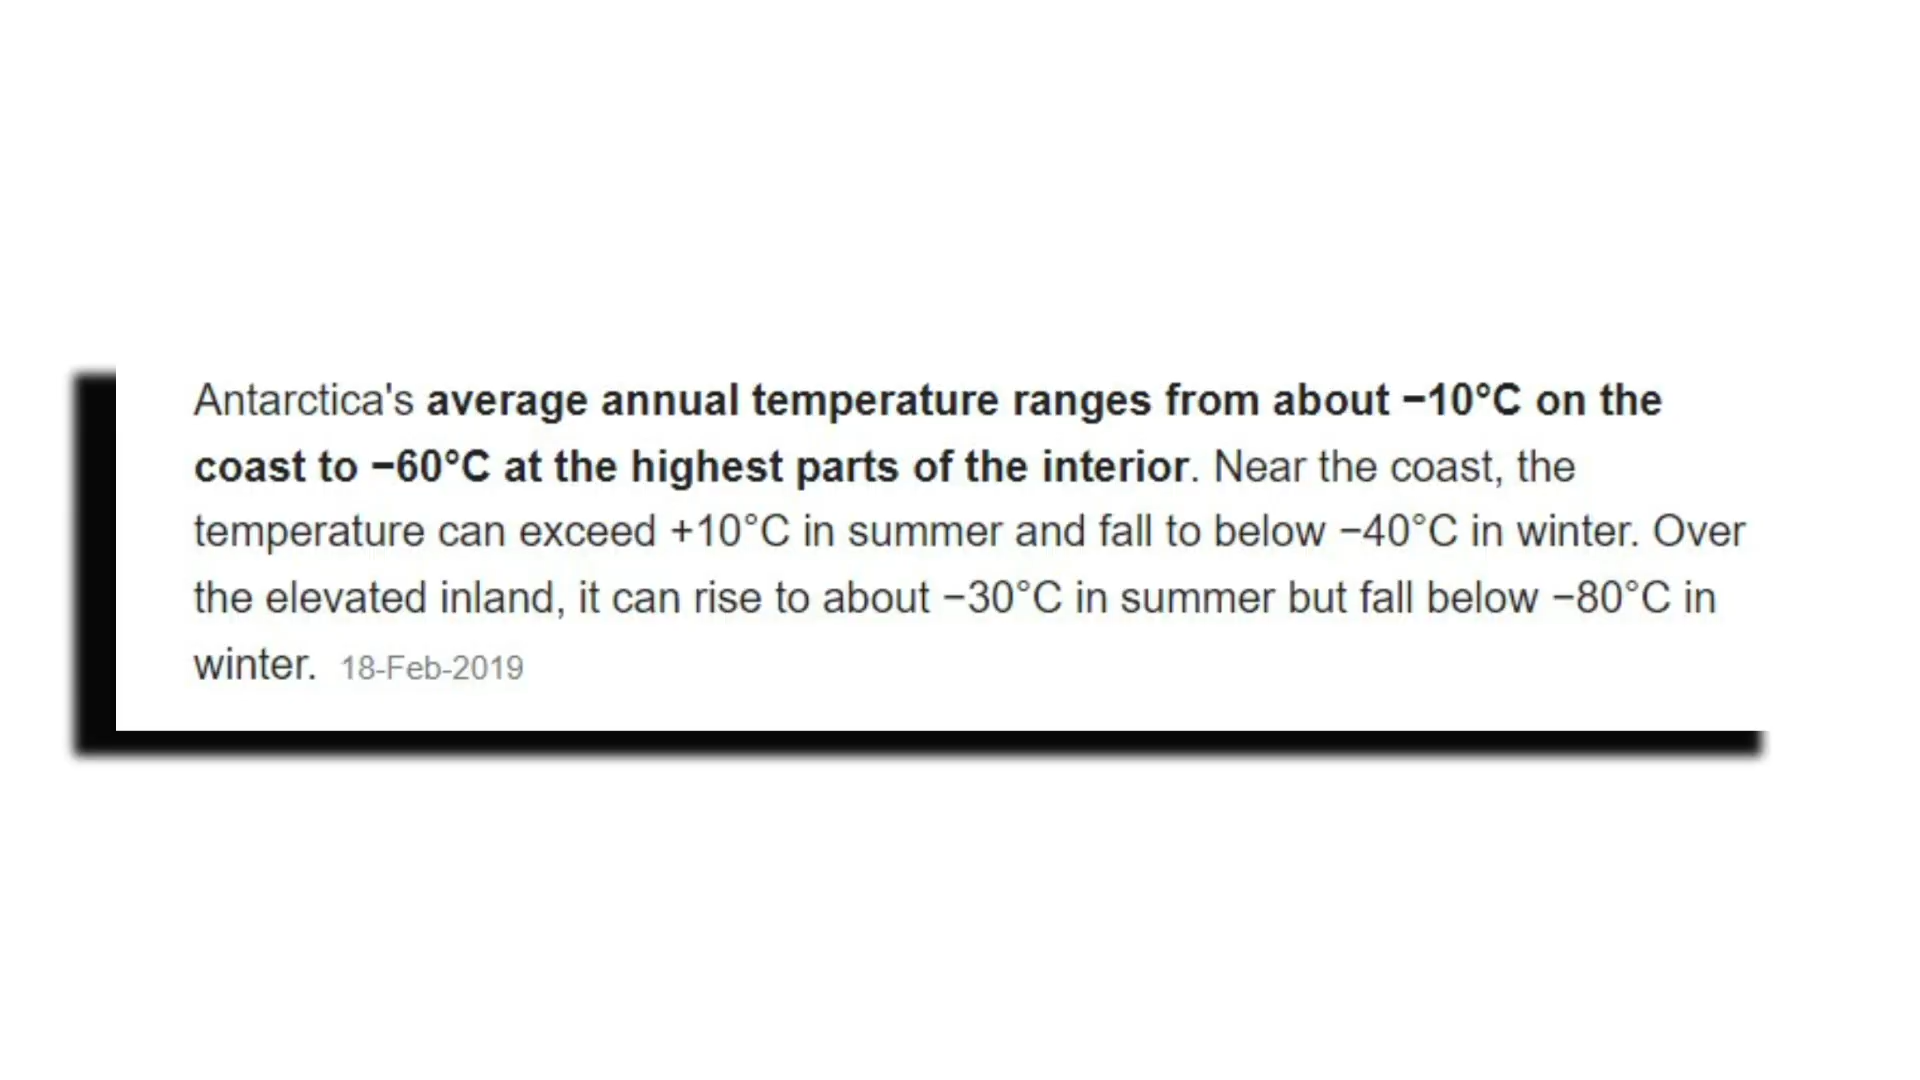 Antarctica's average annual temperature ranges from about −10°C on the
coast to −60°C at the highest parts of the interior. Near the coast, the
temperature can exceed +10°C in summer and fall to below −40°C in winter. Over
the elevated inland, it can rise to about −30°C in summer but fall below −80°C in
winter. 18-Feb-2019